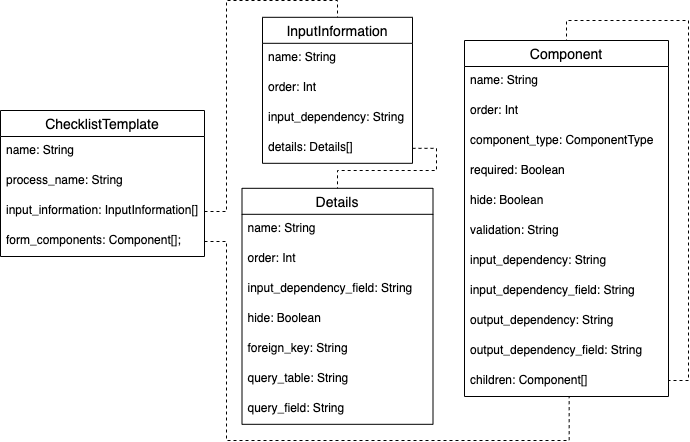 ChecklistTemplate
name: String
process_name: String
input_information: InputInformation[]
form_components: Component[];
InputInformation
name: String
order: Int
input_dependency: String
details: Details[]
Details
name: String
order: Int
input_dependency_field: String
hide: Boolean
foreign_key: String
query_table: String
query_field: String
Component
name: String
order: Int
component_type: ComponentType
required: Boolean
hide: Boolean
validation: String
input_dependency: String
input_dependency_field: String
output_dependency: String
output_dependency_field: String
children: Component[]